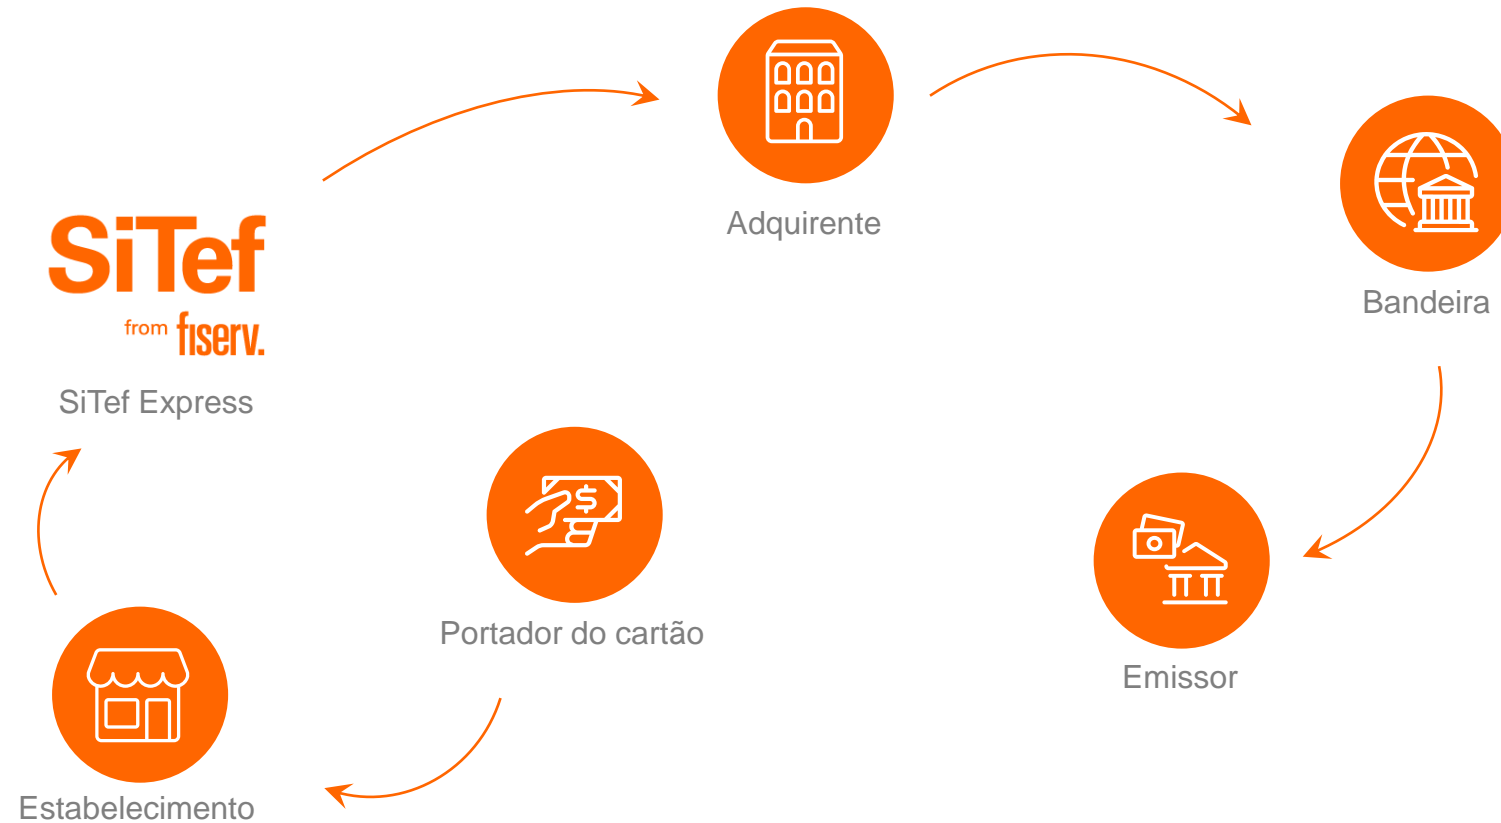 Adquirente
SiTef
from fiserv.
SiTef Express
Bandeira
$
Portador do cartão
Emissor
Estabelecimento